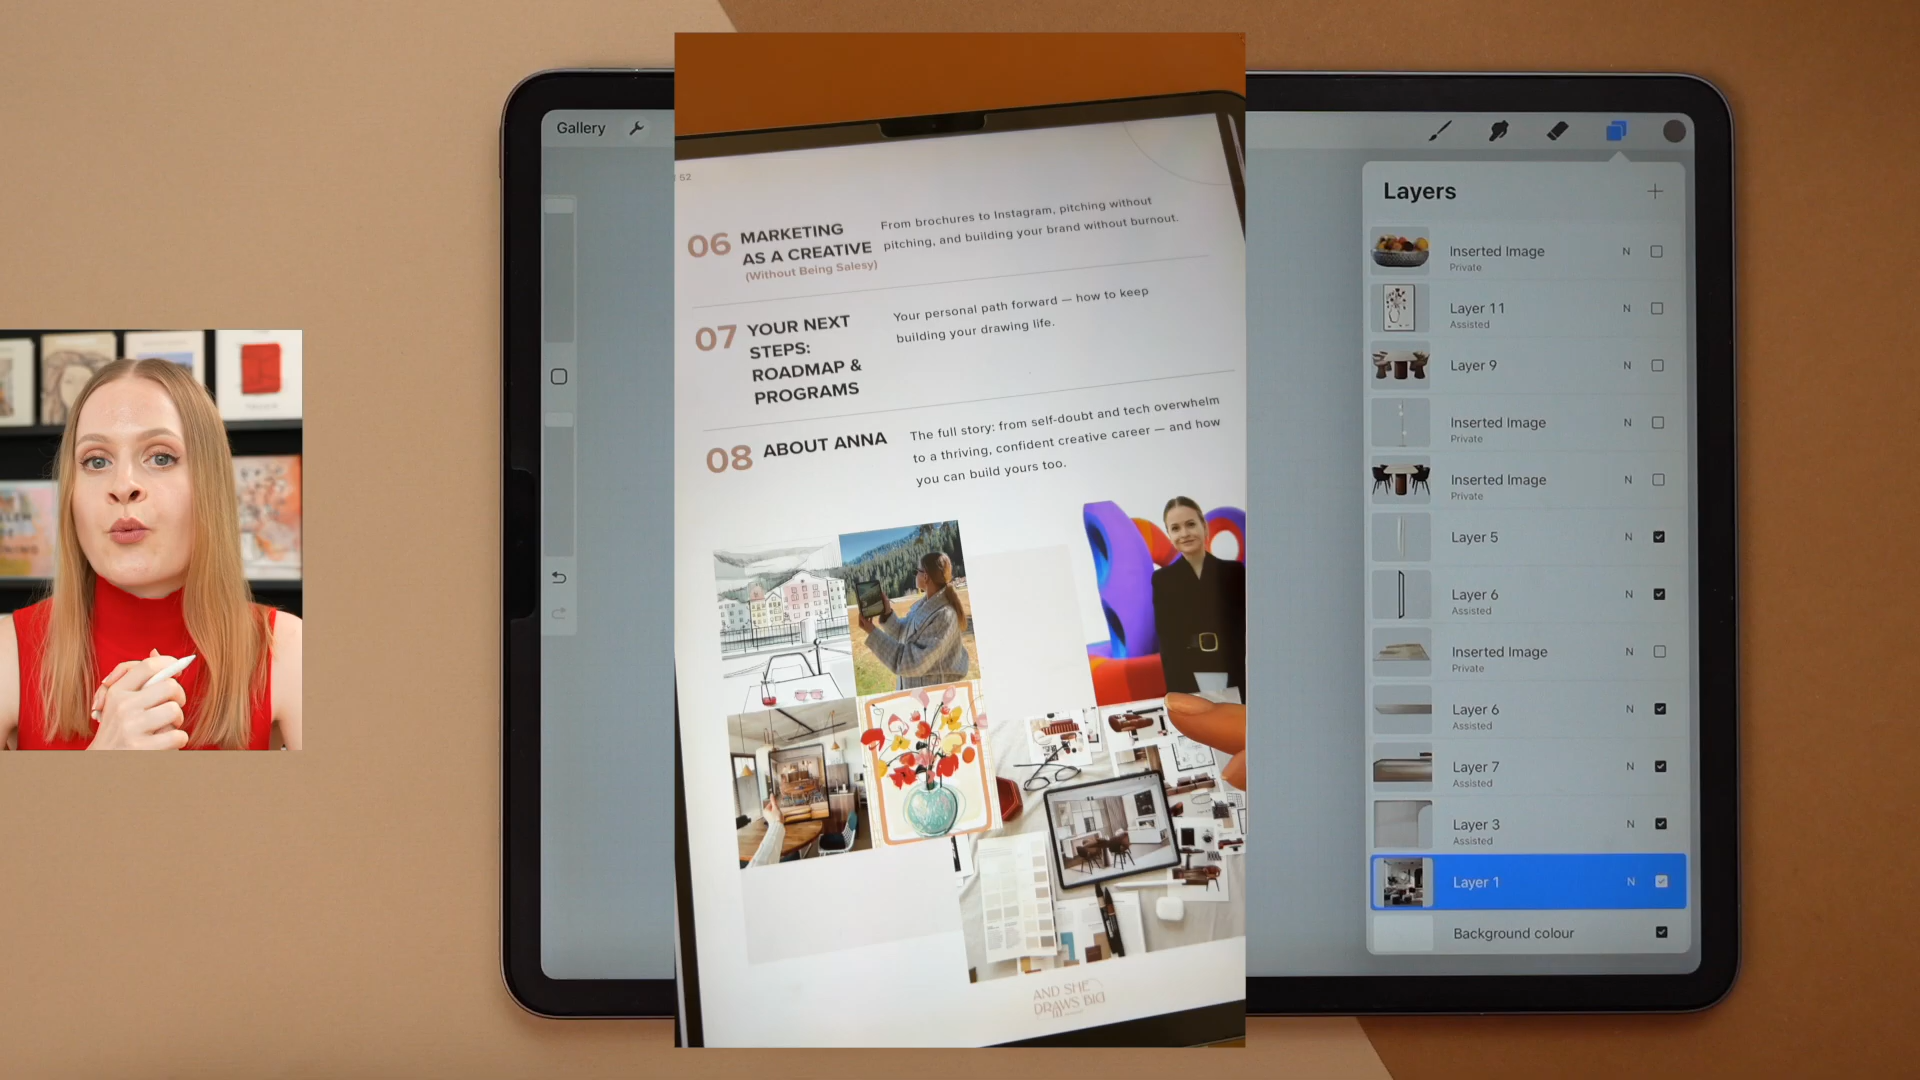 Gallery
52
06 MARKETING
AS A CREATIVE
(Without Being Salesy)
From brochures to Instagram, pitching without
pitching, and building your brand without burnout.
07 YOUR NEXT
STEPS:
ROADMAP &
PROGRAMS
Your personal path forward — how to keep
building your drawing life.
08 ABOUT ANNA
The full story: from self-doubt and tech overwhelm
to a thriving, confident creative career — and how
you can build yours too.
AND SHE
DRAWS BIG
Layers
Inserted Image N
Private
Layer 11 N
Assisted
Layer 9 N
Inserted Image N
Private
Inserted Image N
Private
Layer 5 N
Layer 6 N
Assisted
Inserted Image N
Private
Layer 6 N
Assisted
Layer 7 N
Assisted
Layer 3 N
Assisted
Layer 1 N
Background colour